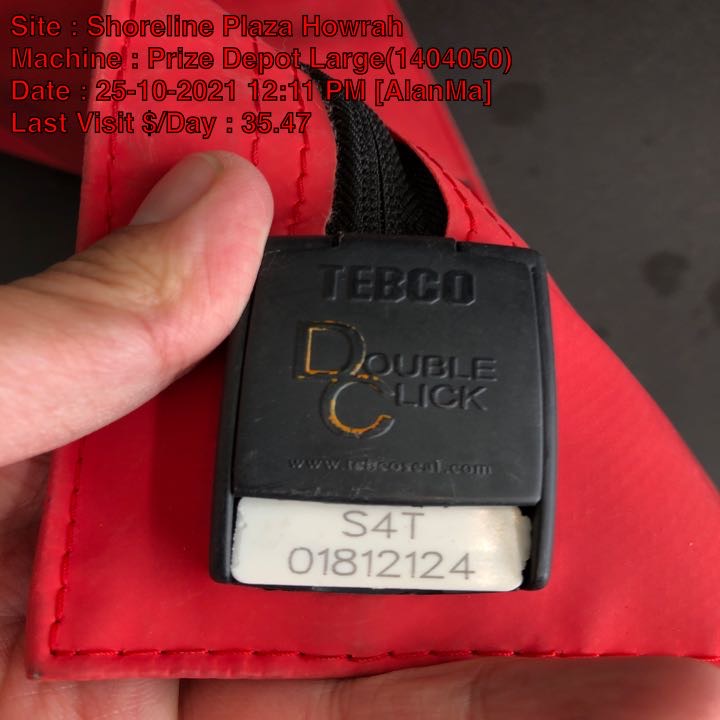 Site : Shoreline Plaza Howrah
Machine : Prize Depot Large(1404050)
Date : 25-10-2021 12:11 PM [AlanMa]
Last Visit $/Day : 35.47
TEBCO
DOUBLE
CLICK
www.tebcoseal.com
S4T
01812124